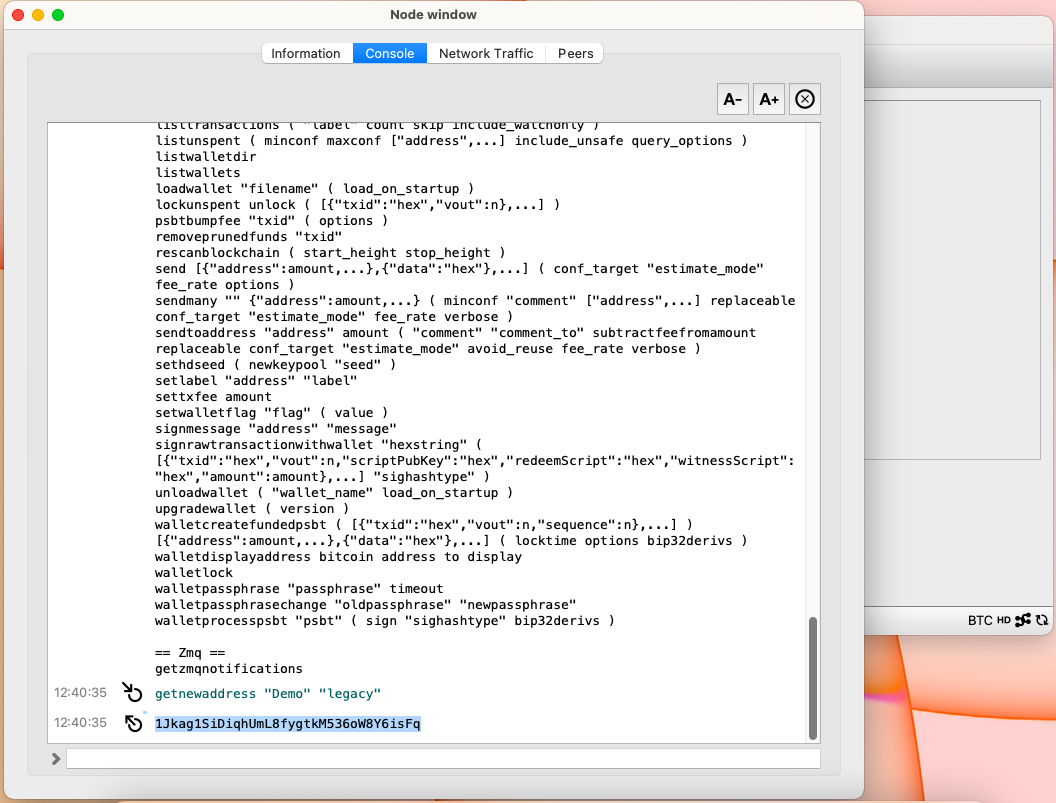 Node window
Information Console Network Traffic Peers
A- A+
listtransactions ( "label" count skip include_watchonly )
listunspent ( minconf maxconf ["address",...] include_unsafe query_options )
listwalletdir
listwallets
loadwallet "filename" ( load_on_startup )
lockunspent unlock ( [{"txid":"hex","vout":n},...] )
psbtbumpfee "txid" ( options )
removeprunedfunds "txid"
rescanblockchain ( start_height stop_height )
send [{"address":amount,...},{"data":"hex"},...] ( conf_target "estimate_mode"
fee_rate options )
sendmany "" {"address":amount,...} ( minconf "comment" ["address",...] replaceable
conf_target "estimate_mode" fee_rate verbose )
sendtoaddress "address" amount ( "comment" "comment_to" subtractfeefromamount
replaceable conf_target "estimate_mode" avoid_reuse fee_rate verbose )
sethdseed ( newkeypool "seed" )
setlabel "address" "label"
settxfee amount
setwalletflag "flag" ( value )
signmessage "address" "message"
signrawtransactionwithwallet "hexstring" (
[{"txid":"hex","vout":n,"scriptPubKey":"hex","redeemScript":"hex","witnessScript":
"hex","amount":amount},...] "sighashtype" )
unloadwallet ( "wallet_name" load_on_startup )
upgradewallet ( version )
walletcreatefundedpsbt ( [{"txid":"hex","vout":n,"sequence":n},...] )
[{"address":amount,...},{"data":"hex"},...] ( locktime options bip32derivs )
walletdisplayaddress bitcoin address to display
walletlock
walletpassphrase "passphrase" timeout
walletpassphrasechange "oldpassphrase" "newpassphrase"
walletprocesspsbt "psbt" ( sign "sighashtype" bip32derivs )
== Zmq ==
getzmqnotifications
12:40:35 getnewaddress "Demo" "legacy"
12:40:35 1Jkag1SiDiqhUmL8fygtkM536oW8Y6isFq
BTC HD